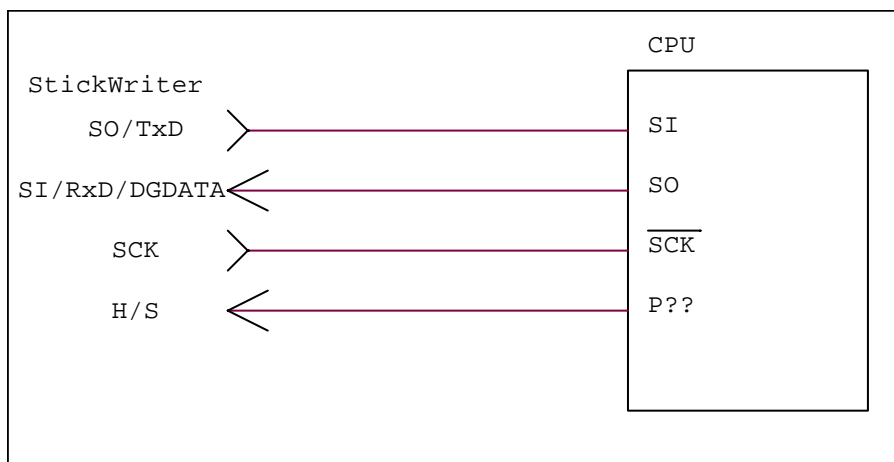 CPU
StickWriter
SO/TxD
SI
SI/RxD/DGDATA
SO
SCK
SCK
H/S
P??